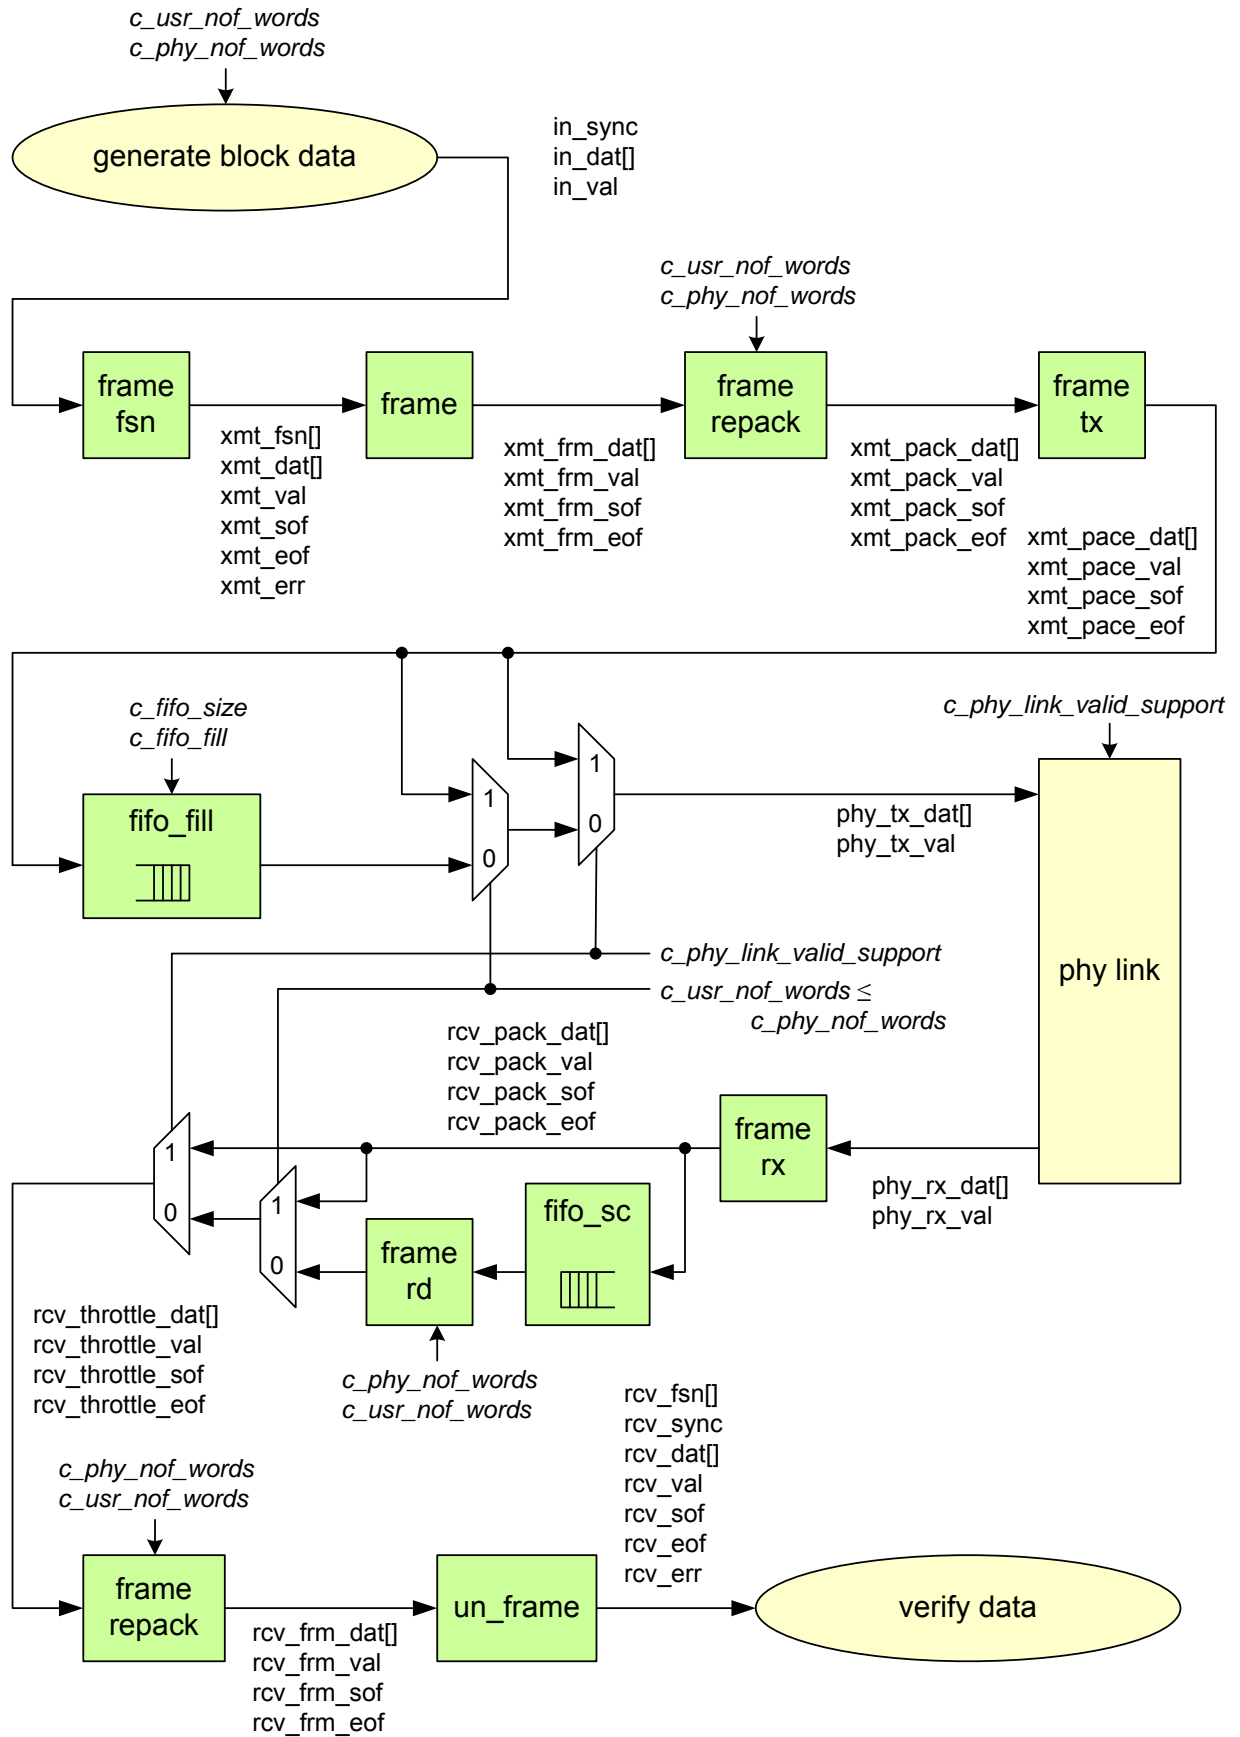 c_usr_nof_words
c_phy_nof_words
generate block data
in_sync
in_dat[]
in_val
c_usr_nof_words
c_phy_nof_words
frame
fsn
frame
frame
repack
frame
tx
xmt_fsn[]
xmt_dat[]
xmt_val
xmt_sof
xmt_eof
xmt_err
xmt_frm_dat[]
xmt_frm_val
xmt_frm_sof
xmt_frm_eof
xmt_pack_dat[]
xmt_pack_val
xmt_pack_sof
xmt_pack_eof
xmt_pace_dat[]
xmt_pace_val
xmt_pace_sof
xmt_pace_eof
c_fifo_size
c_fifo_fill
fifo_fill
1
0
1
0
c_phy_link_valid_support
phy_tx_dat[]
phy_tx_val
phy link
c_phy_link_valid_support
c_usr_nof_words ≤
c_phy_nof_words
rcv_pack_dat[]
rcv_pack_val
rcv_pack_sof
rcv_pack_eof
frame
rx
phy_rx_dat[]
phy_rx_val
1
0
1
0
frame
rd
fifo_sc
rcv_throttle_dat[]
rcv_throttle_val
rcv_throttle_sof
rcv_throttle_eof
c_phy_nof_words
c_usr_nof_words
rcv_fsn[]
rcv_sync
rcv_dat[]
rcv_val
rcv_sof
rcv_eof
rcv_err
c_phy_nof_words
c_usr_nof_words
frame
repack
un_frame
verify data
rcv_frm_dat[]
rcv_frm_val
rcv_frm_sof
rcv_frm_eof